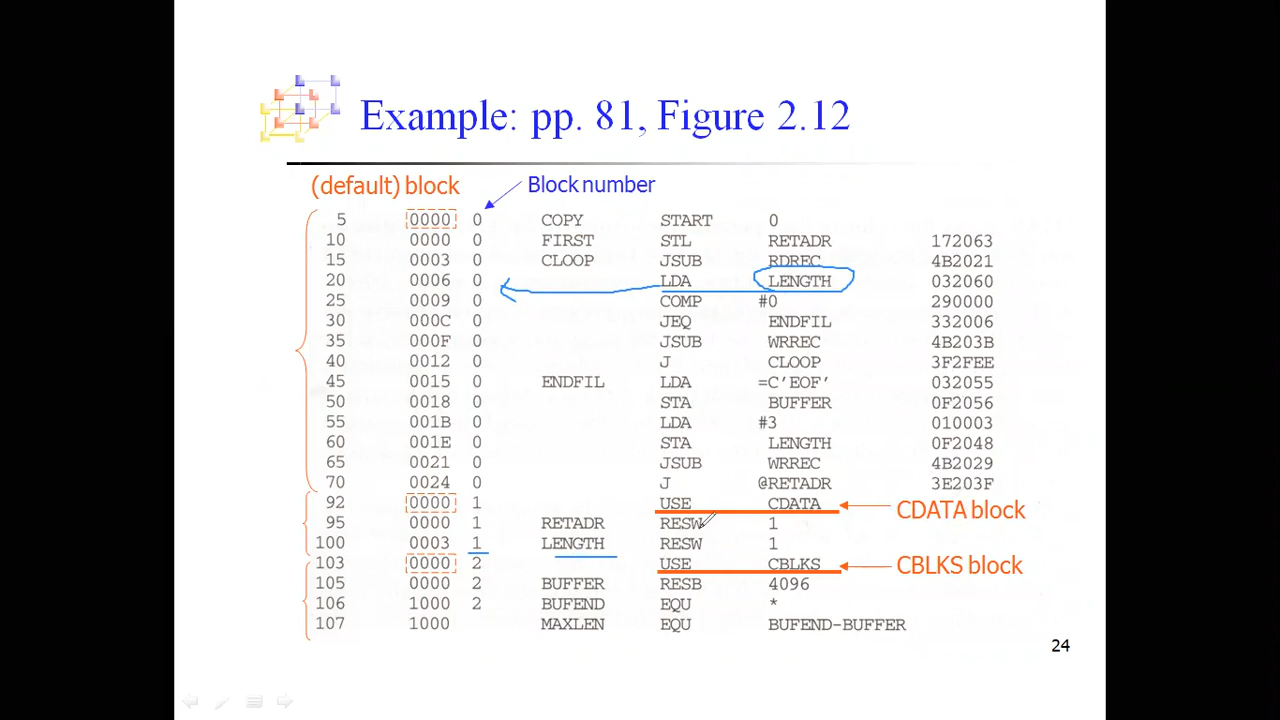 Example: pp. 81, Figure 2.12
(default) block
Block number
5 0000 0 COPY START 0
10 0000 0 FIRST STL RETADR 172063
15 0003 0 CLOOP JSUB RDREC 4B2021
20 0006 0 LDA LENGTH 032060
25 0009 0 COMP #0 290000
30 000C 0 JEQ ENDFIL 332006
35 000F 0 JSUB WRREC 4B203B
40 0012 0 J CLOOP 3F2FEE
45 0015 0 ENDFIL LDA =C'EOF' 032055
50 0018 0 STA BUFFER 0F2056
55 001B 0 LDA #3 010003
60 001E 0 STA LENGTH 0F2048
65 0021 0 JSUB WRREC 4B2029
70 0024 0 J @RETADR 3E203F
92 0000 1 USE CDATA CDATA block
95 0000 1 RETADR RESW 1
100 0003 1 LENGTH RESW 1
103 0000 2 USE CBLKS CBLKS block
105 0000 2 BUFFER RESB 4096
106 1000 2 BUFEND EQU *
107 1000 MAXLEN EQU BUFEND-BUFFER
24